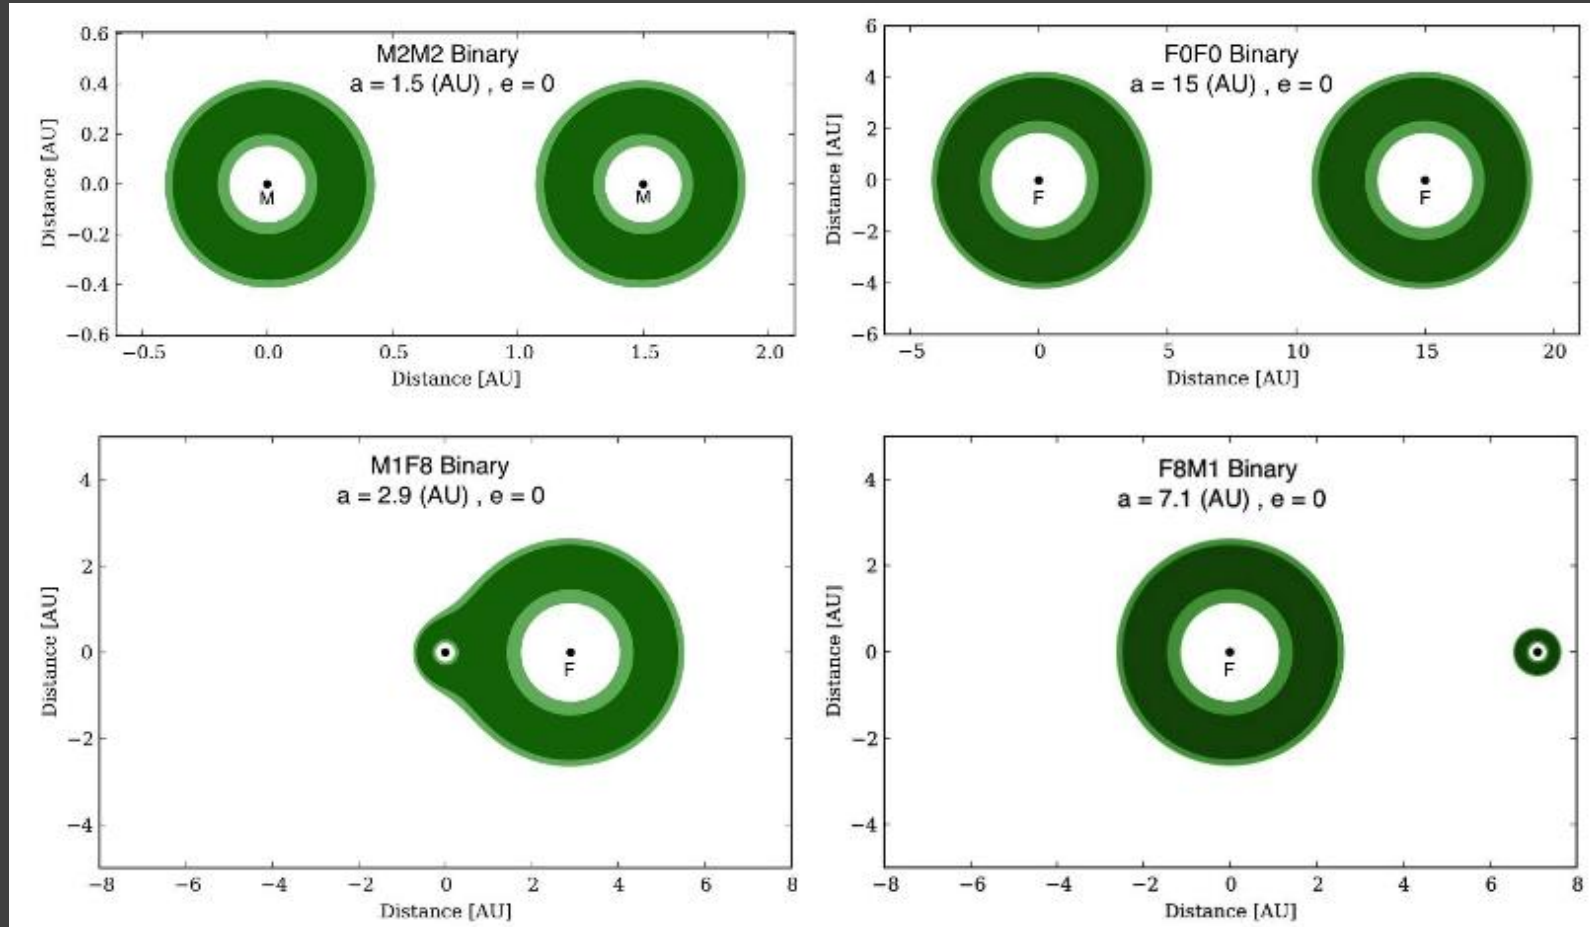 M2M2 Binary
a = 1.5 (AU) , e = 0
Distance [AU]
0.6
0.4
0.2
0.0
−0.2
−0.4
−0.6
M
M
−0.5 0.0 0.5 1.0 1.5 2.0
Distance [AU]
F0F0 Binary
a = 15 (AU) , e = 0
Distance [AU]
6
4
2
0
−2
−4
−6
F
F
−5 0 5 10 15 20
Distance [AU]
M1F8 Binary
a = 2.9 (AU) , e = 0
Distance [AU]
4
2
0
−2
−4
F
−8 −6 −4 −2 0 2 4 6 8
Distance [AU]
F8M1 Binary
a = 7.1 (AU) , e = 0
Distance [AU]
4
2
0
−2
−4
F
−8 −6 −4 −2 0 2 4 6 8
Distance [AU]